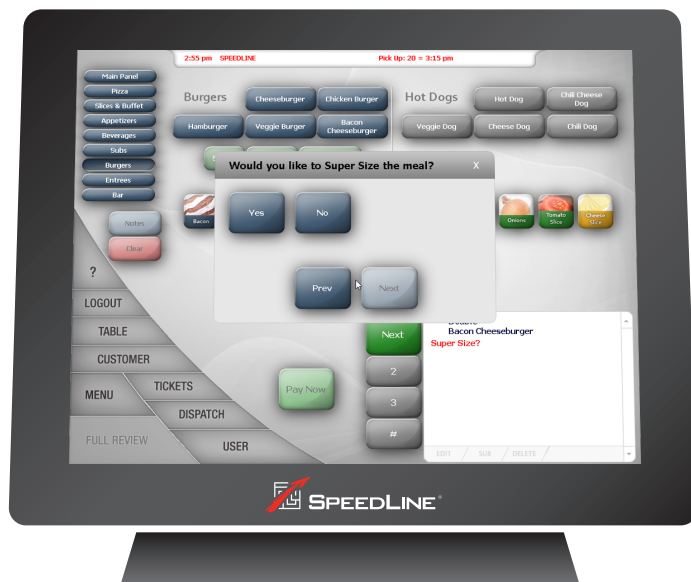 2:55 pm SPEEDLINE Pick Up: 20 = 3:15 pm
Main Panel
Pizza
Slices & Buffet
Appetizers
Beverages
Subs
Burgers
Entrees
Bar
Notes
Clear
Burgers
Cheeseburger
Chicken Burger
Hamburger
Veggie Burger
Bacon
Cheeseburger
Hot Dogs
Hot Dog
Chili Cheese
Dog
Veggie Dog
Cheese Dog
Chili Dog
Would you like to Super Size the meal? X
Yes
No
Prev
Next
Bacon
Onions
Tomato
Slice
Cheese
Slice
?
LOGOUT
TABLE
CUSTOMER
MENU
TICKETS
DISPATCH
FULL REVIEW
USER
Pay Now
Next
2
3
#
Bacon Cheeseburger
Super Size?
EDIT / SUB / DELETE /
SPEEDLINE®